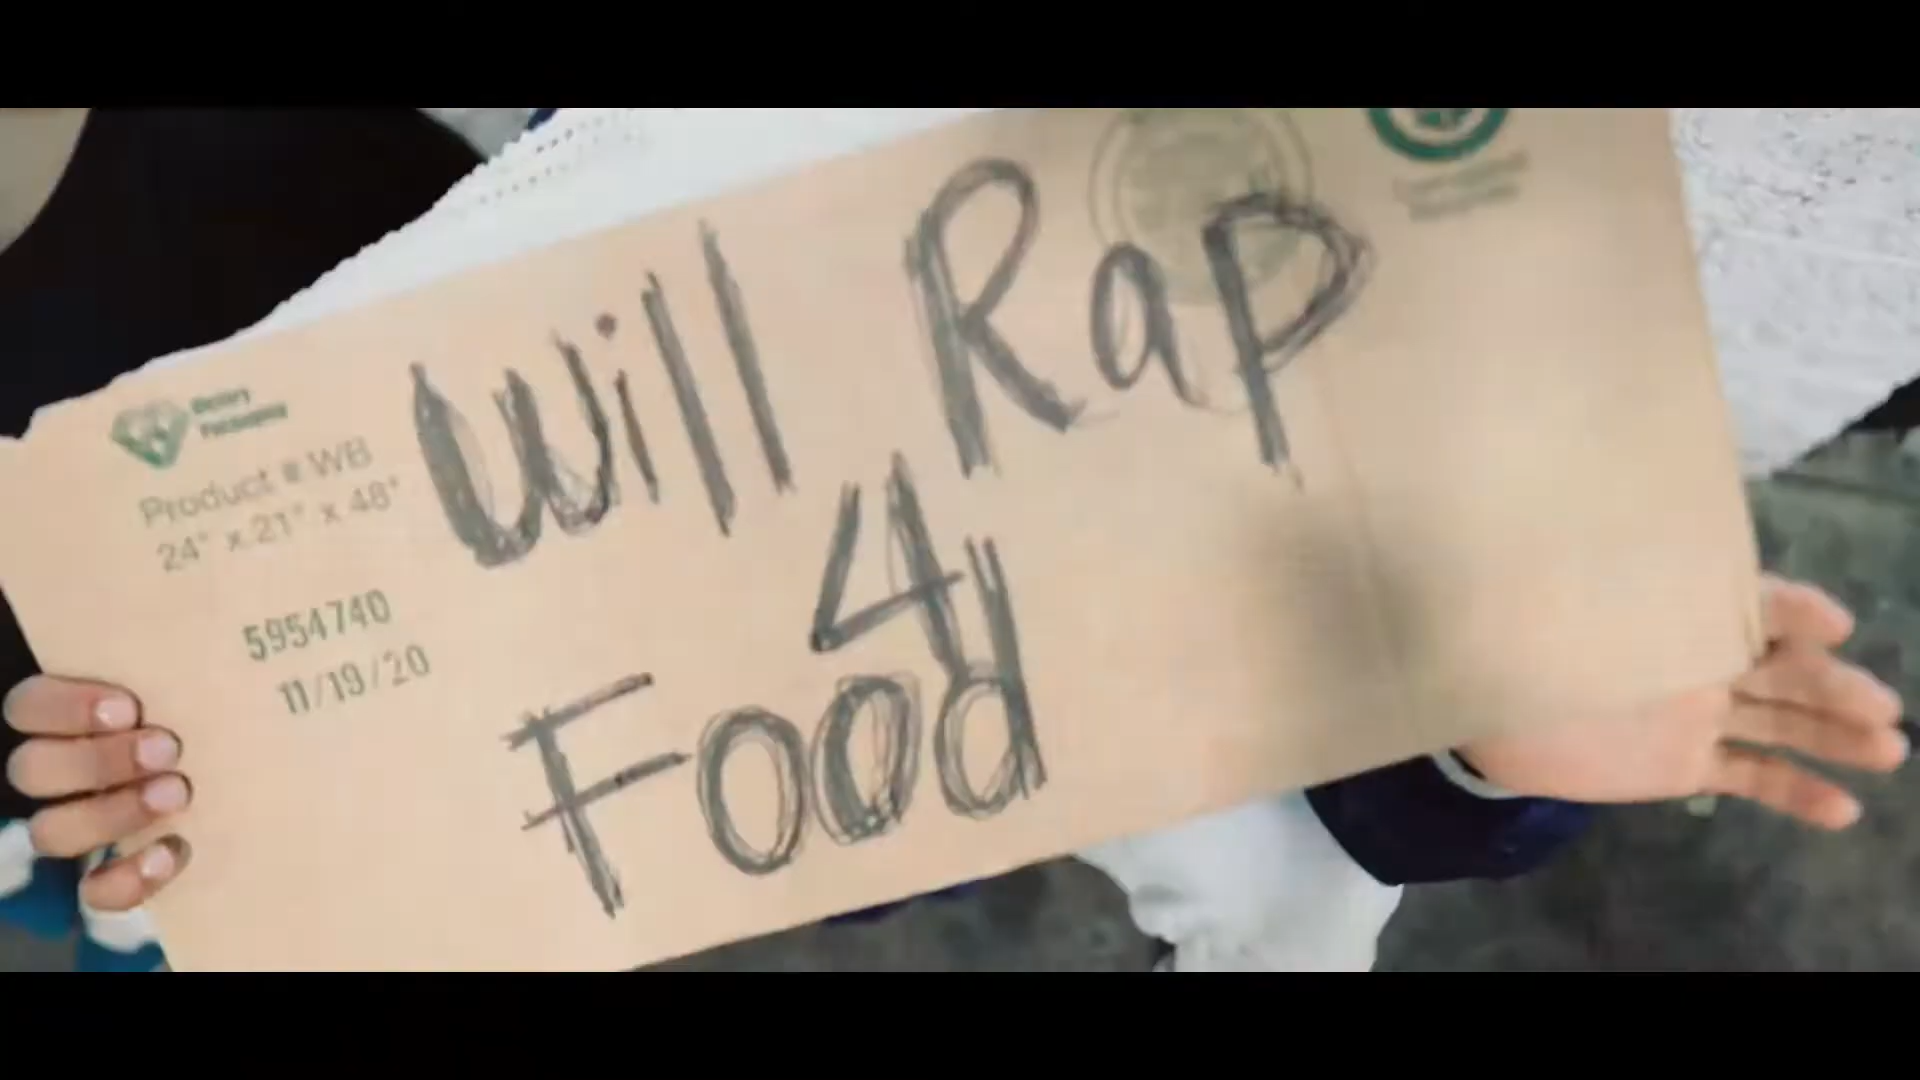 Will Rap
4
Food
Product # WB
24" x 21" x 48"
5954740
11/19/20